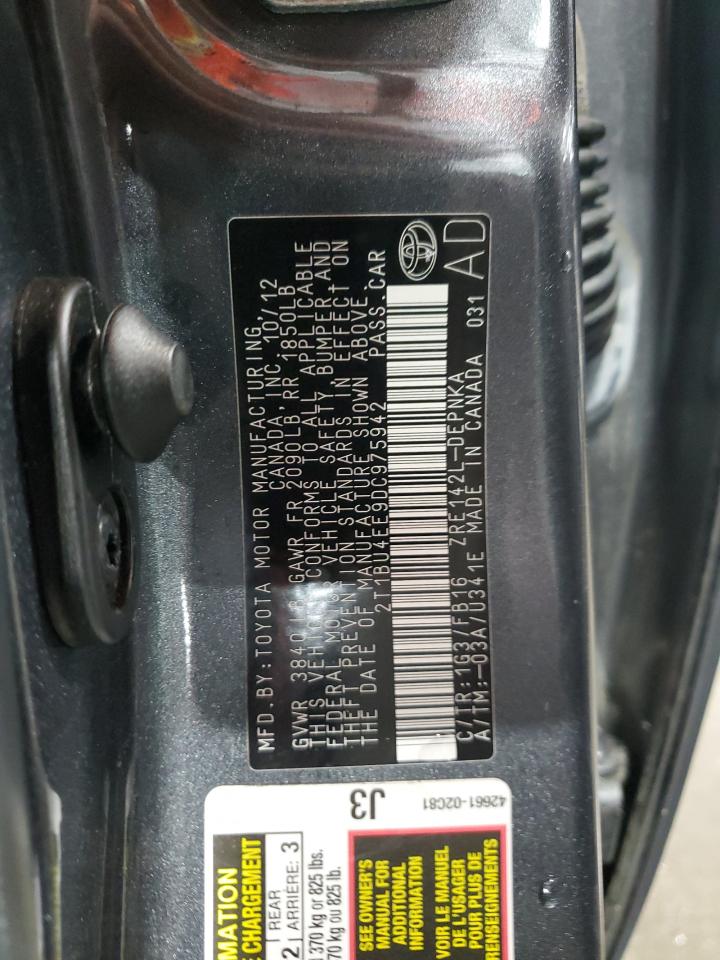 MFD.BY:TOYOTA MOTOR MANUFACTURING,
CANADA, INC. 10/12
GVWR 3840 LB GAWR FR 2090LB RR 1850LB
THIS VEHICLE CONFORMS TO ALL APPLICABLE
FEDERAL MOTOR VEHICLE SAFETY, BUMPER AND
THEFT PREVENTION STANDARDS IN EFFECT ON
THE DATE OF MANUFACTURE SHOWN ABOVE.
2T1BU4EE9DC975942 PASS.CAR
C/TR:1G3/FB16 ZRE142L-DEPNKA
A/TM:-03A/U341E MADE IN CANADA 031
AD
J3
42661-02C81
REAR
2 ARRIÈRE: 3
370 kg or 825 lbs.
70 kg ou 825 lb.
CHARGEMENT
SEE OWNER'S
MANUAL FOR
ADDITIONAL
INFORMATION
VOIR LE MANUEL
DE L'USAGER
POUR PLUS DE
RENSEIGNEMENTS